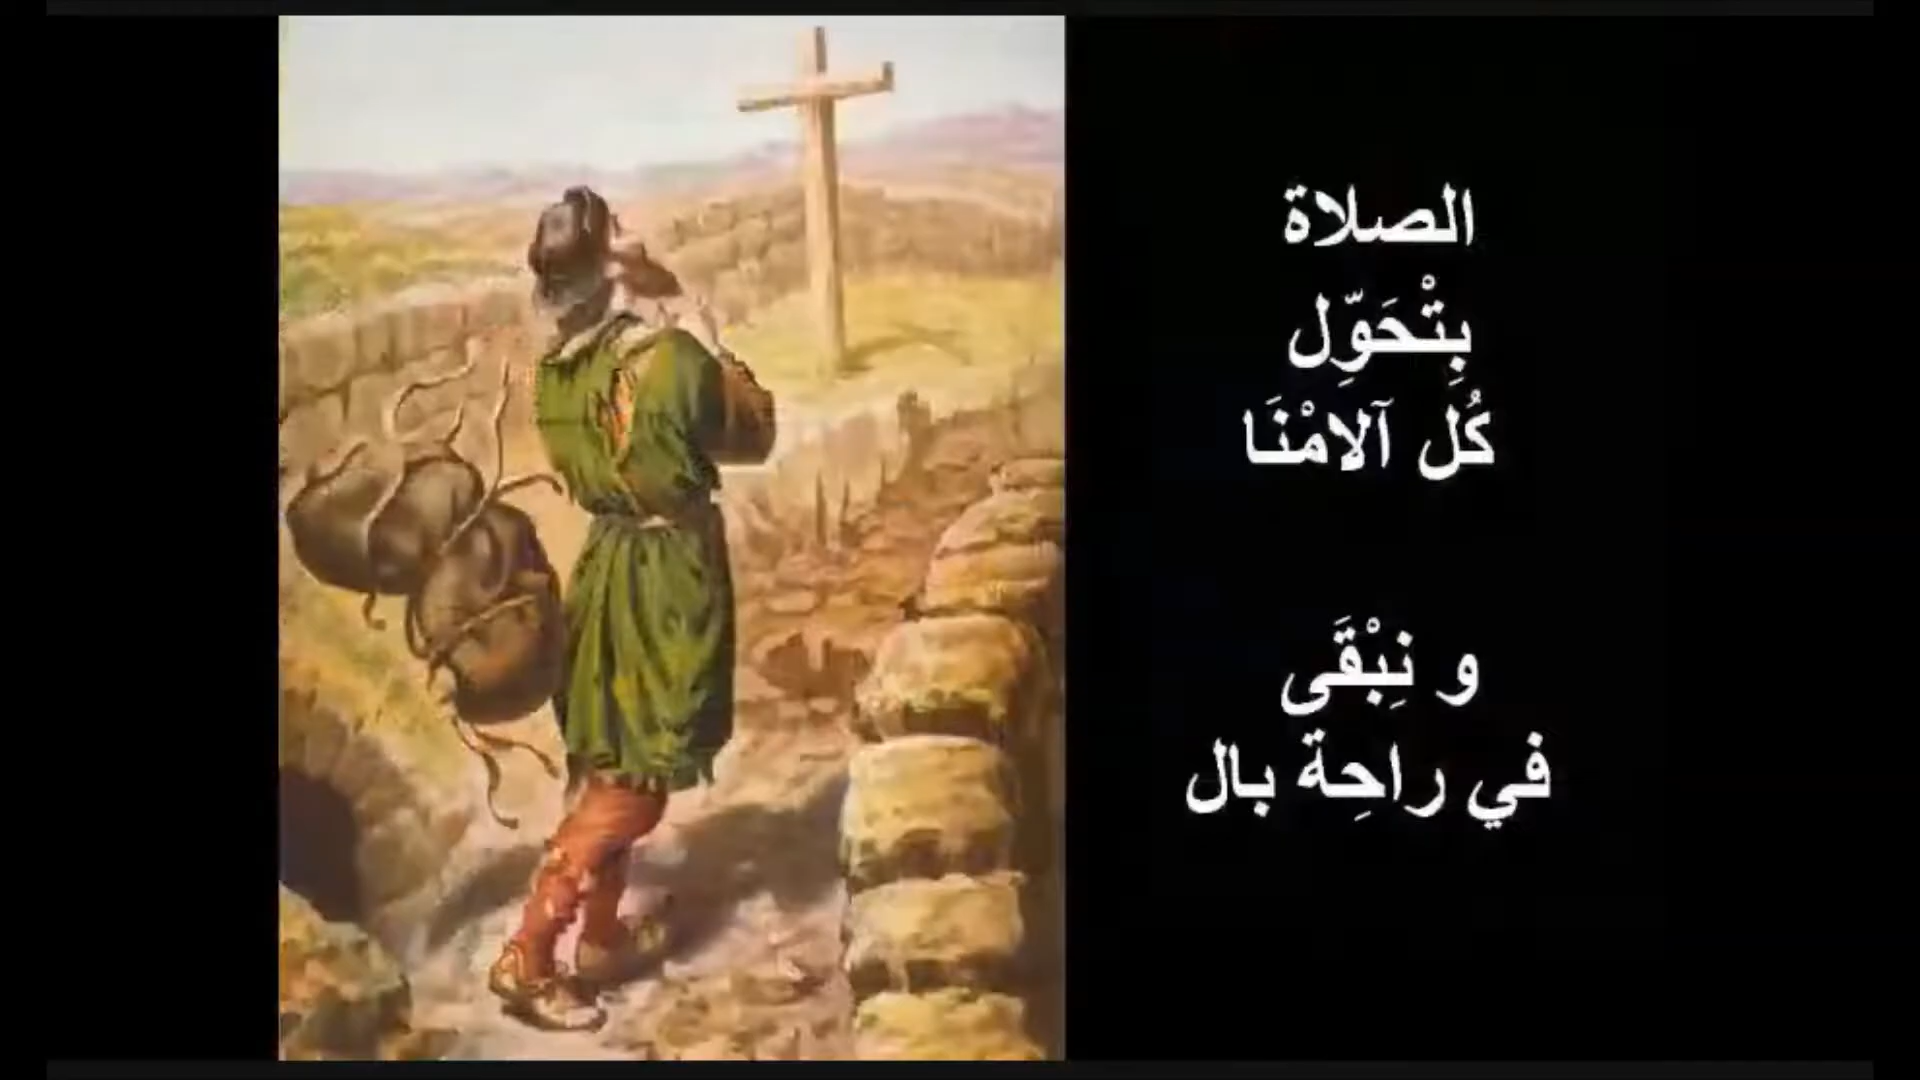 الصلاة
بِتْحَوِّل
كُل آلامْنَا
و نِبْقَى
في راحِة بال